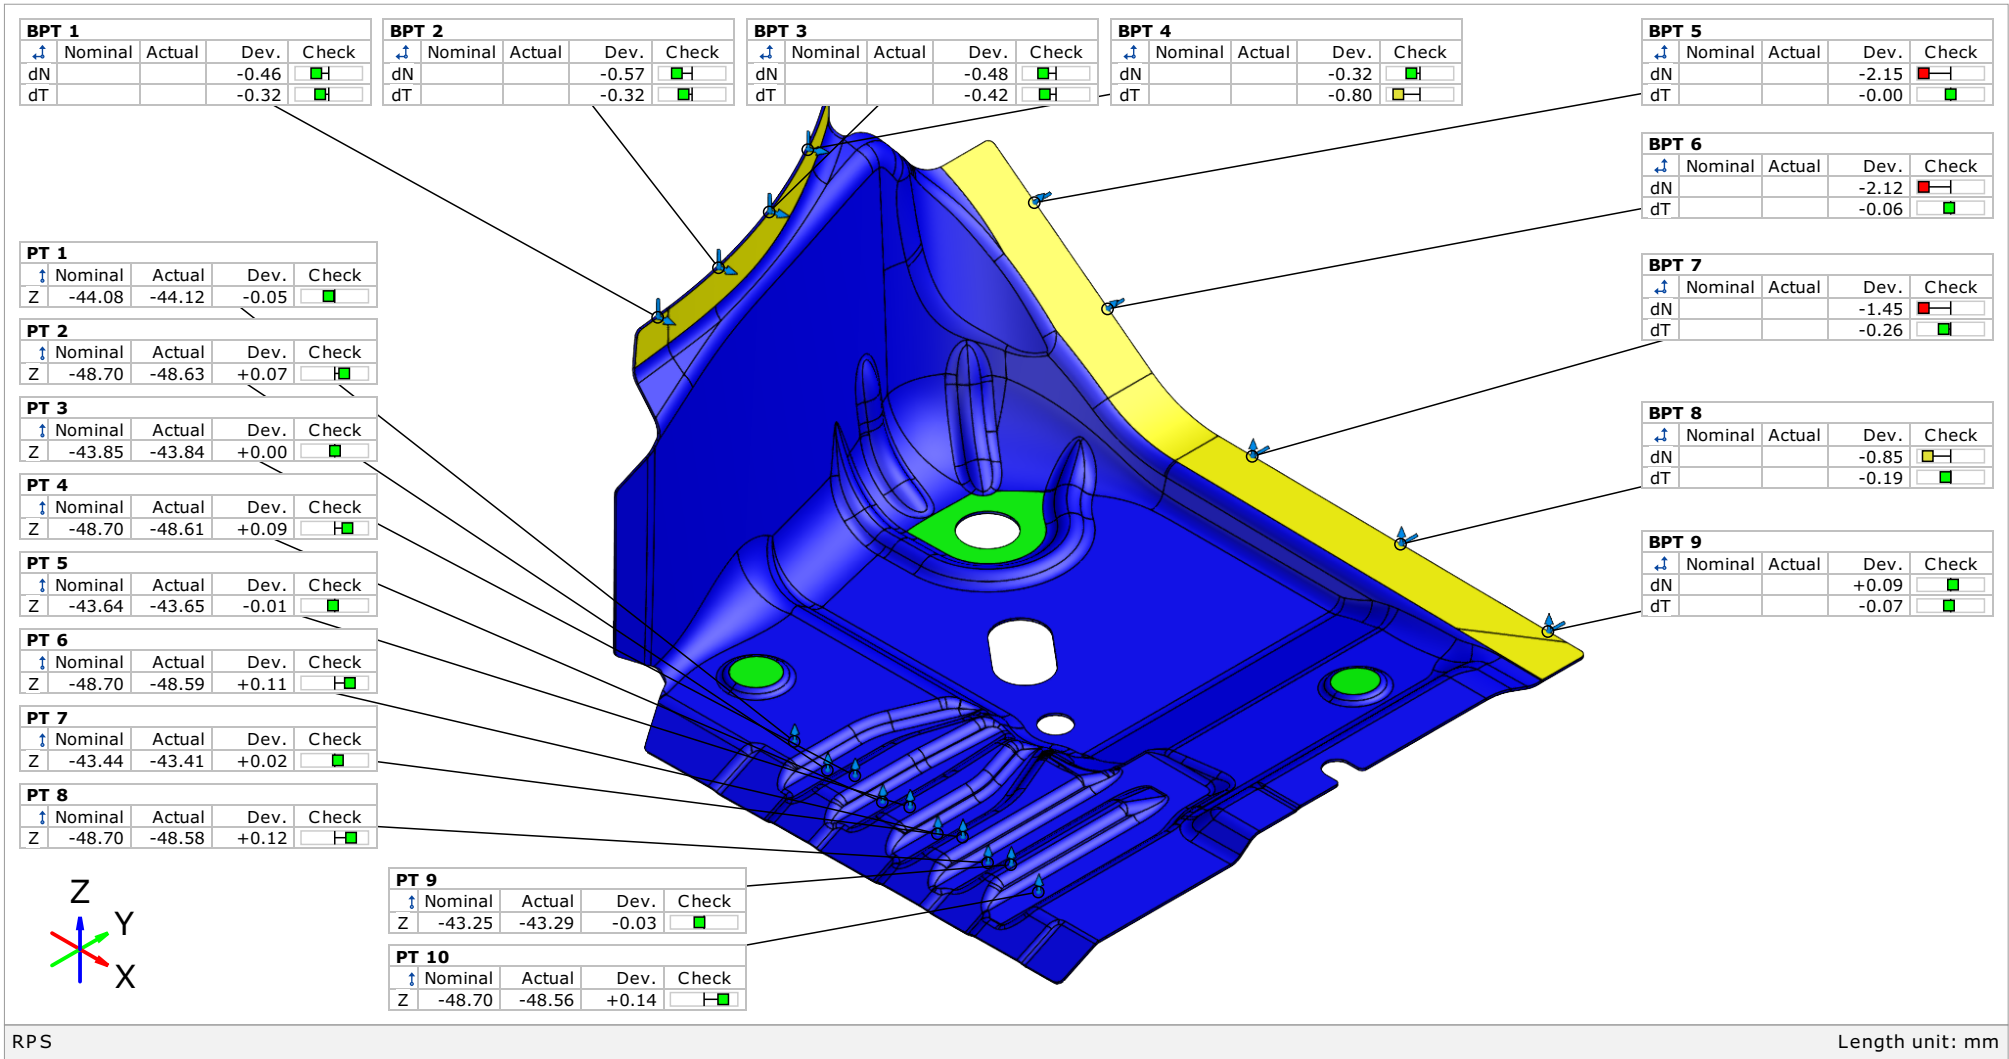 BPT 1
Nominal Actual Dev. Check
dN -0.46
dT -0.32
BPT 2
Nominal Actual Dev. Check
dN -0.57
dT -0.32
BPT 3
Nominal Actual Dev. Check
dN -0.48
dT -0.42
BPT 4
Nominal Actual Dev. Check
dN -0.32
dT -0.80
BPT 5
Nominal Actual Dev. Check
dN -2.15
dT -0.00
BPT 6
Nominal Actual Dev. Check
dN -2.12
dT -0.06
BPT 7
Nominal Actual Dev. Check
dN -1.45
dT -0.26
BPT 8
Nominal Actual Dev. Check
dN -0.85
dT -0.19
BPT 9
Nominal Actual Dev. Check
dN +0.09
dT -0.07
PT 1
Nominal Actual Dev. Check
Z -44.08 -44.12 -0.05
PT 2
Nominal Actual Dev. Check
Z -48.70 -48.63 +0.07
PT 3
Nominal Actual Dev. Check
Z -43.85 -43.84 +0.00
PT 4
Nominal Actual Dev. Check
Z -48.70 -48.61 +0.09
PT 5
Nominal Actual Dev. Check
Z -43.64 -43.65 -0.01
PT 6
Nominal Actual Dev. Check
Z -48.70 -48.59 +0.11
PT 7
Nominal Actual Dev. Check
Z -43.44 -43.41 +0.02
PT 8
Nominal Actual Dev. Check
Z -48.70 -48.58 +0.12
PT 9
Nominal Actual Dev. Check
Z -43.25 -43.29 -0.03
PT 10
Nominal Actual Dev. Check
Z -48.70 -48.56 +0.14
Z
Y
X
RPS
Length unit: mm